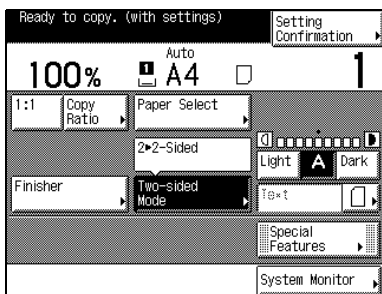 Ready to copy. (with settings)
Setting
Confirmation
Auto
100%
1
A4
1
1:1
Copy
Ratio
Paper Select
2▸2-Sided
Light
A
Dark
Finisher
Two-sided
Mode
Text
Special
Features
System Monitor